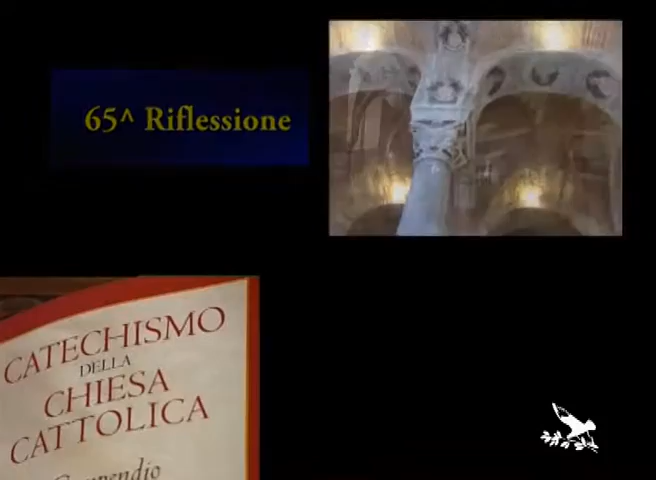 65^ Riflessione
CATECHISMO
DELLA
CHIESA
CATTOLICA
Compendio